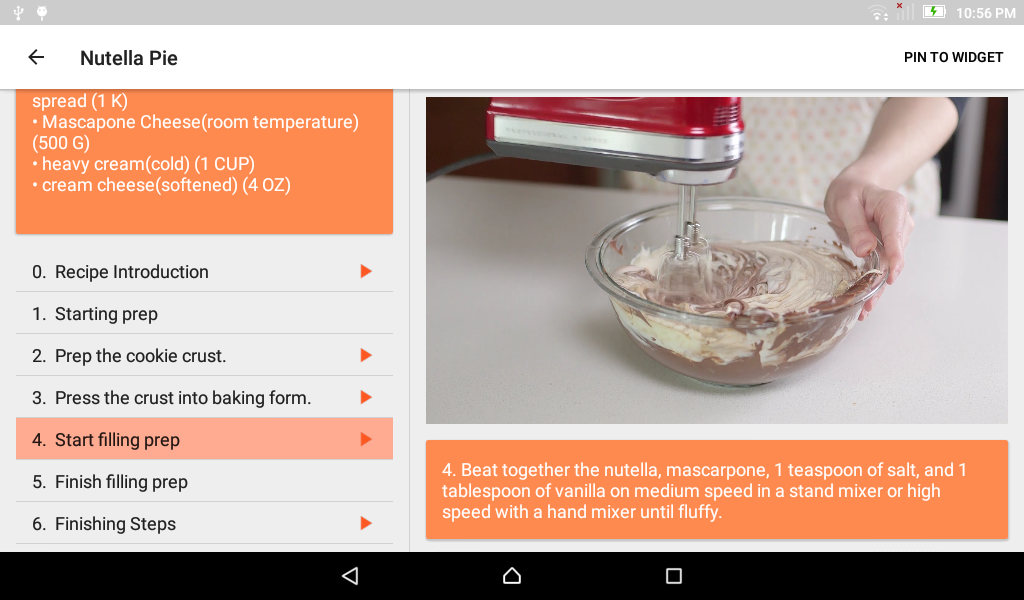 10:56 PM
Nutella Pie
PIN TO WIDGET
spread (1 K)
• Mascapone Cheese(room temperature)
(500 G)
• heavy cream(cold) (1 CUP)
• cream cheese(softened) (4 OZ)
0. Recipe Introduction
1. Starting prep
2. Prep the cookie crust.
3. Press the crust into baking form.
4. Start filling prep
5. Finish filling prep
6. Finishing Steps
4. Beat together the nutella, mascarpone, 1 teaspoon of salt, and 1
tablespoon of vanilla on medium speed in a stand mixer or high
speed with a hand mixer until fluffy.